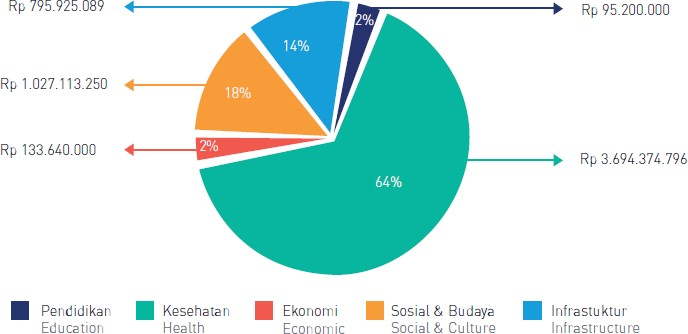 Rp 795.925.089
2%
Rp 95.200.000
14%
Rp 1.027.113.250
18%
Rp 133.640.000
2%
Rp 3.694.374.796
64%
Pendidikan
Education
Kesehatan
Health
Ekonomi
Economic
Sosial & Budaya
Social & Culture
Infrastuktur
Infrastructure